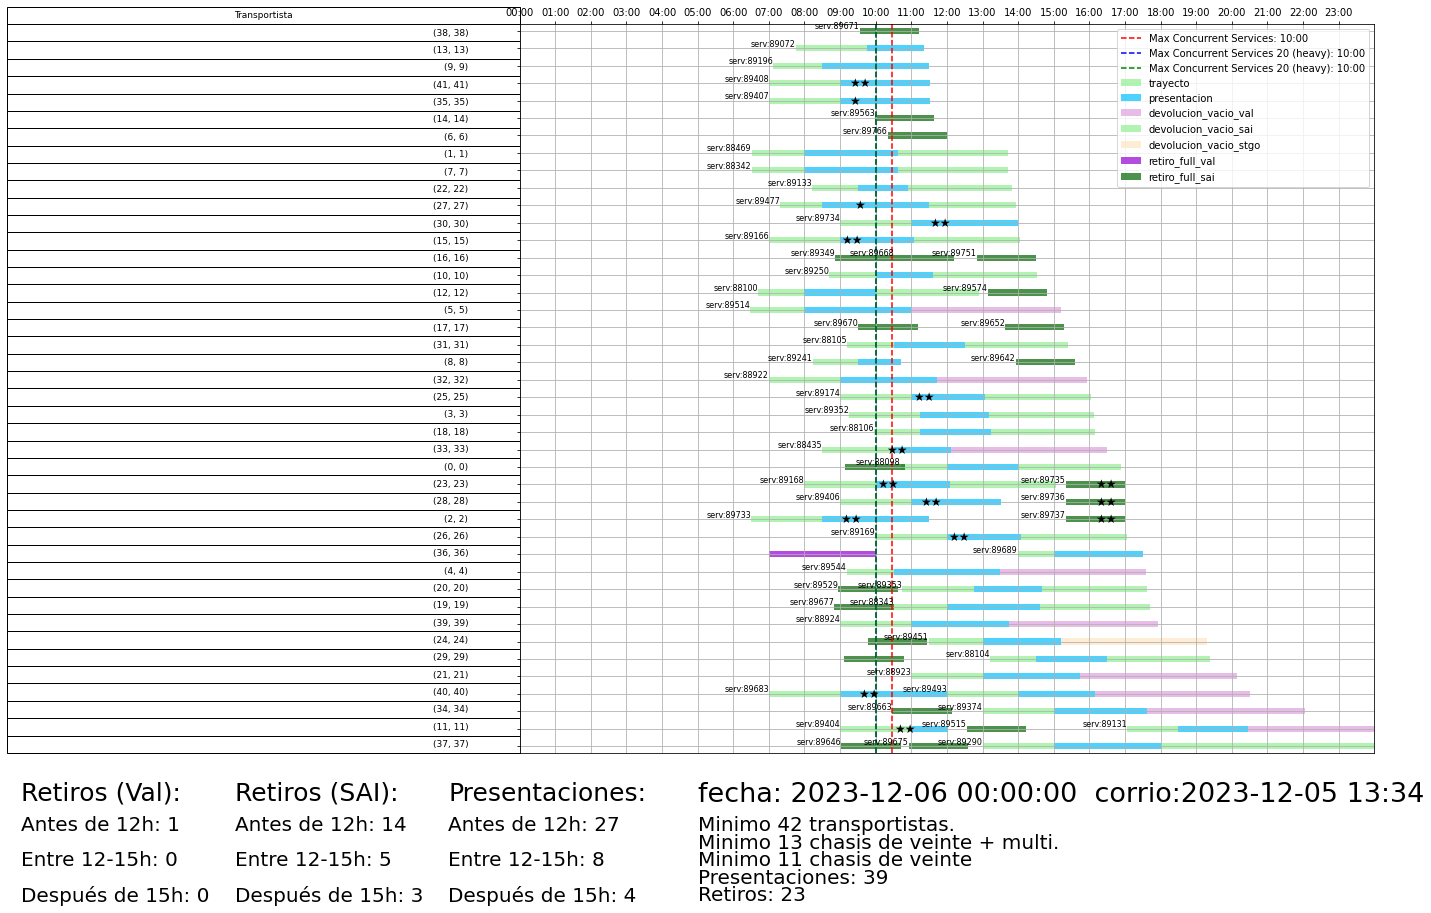 Transportista
00:00 01:00 02:00 03:00 04:00 05:00 06:00 07:00 08:00 09:00 10:00 11:00 12:00 13:00 14:00 15:00 16:00 17:00 18:00 19:00 20:00 21:00 22:00 23:00
Max Concurrent Services: 10:00
Max Concurrent Services 20 (heavy): 10:00
Max Concurrent Services 20 (heavy): 10:00
trayecto
presentacion
devolucion_vacio_val
devolucion_vacio_sai
devolucion_vacio_stgo
retiro_full_val
retiro_full_sai
(38, 38) serv:89671
(13, 13) serv:89072
(9, 9) serv:89196
(41, 41) serv:89408
(35, 35) serv:89407
(14, 14) serv:89563
(6, 6) serv:89766
(1, 1) serv:88469
(7, 7) serv:88342
(22, 22) serv:89133
(27, 27) serv:89477
(30, 30) serv:89734
(15, 15) serv:89166
(16, 16) serv:89349 serv:89668 serv:89751
(10, 10) serv:89250
(12, 12) serv:88100 serv:89574
(5, 5) serv:89514
(17, 17) serv:89670 serv:89652
(31, 31) serv:88105
(8, 8) serv:89241 serv:89642
(32, 32) serv:88922
(25, 25) serv:89174
(3, 3) serv:89352
(18, 18) serv:88106
(33, 33) serv:88435
(0, 0) serv:88098
(23, 23) serv:89168 serv:89735
(28, 28) serv:89406 serv:89736
(2, 2) serv:89733 serv:89737
(26, 26) serv:89169
(36, 36) serv:89689
(4, 4) serv:89544
(20, 20) serv:89529 serv:89353
(19, 19) serv:89677 serv:88343
(39, 39) serv:88924
(24, 24) serv:89451
(29, 29) serv:88104
(21, 21) serv:88923
(40, 40) serv:89683 serv:89493
(34, 34) serv:89663 serv:89374
(11, 11) serv:89404 serv:89515 serv:89131
(37, 37) serv:89646 serv:89675 serv:89290
Retiros (Val):
Antes de 12h: 1
Entre 12-15h: 0
Después de 15h: 0
Retiros (SAI):
Antes de 12h: 14
Entre 12-15h: 5
Después de 15h: 3
Presentaciones:
Antes de 12h: 27
Entre 12-15h: 8
Después de 15h: 4
fecha: 2023-12-06 00:00:00 corrio:2023-12-05 13:34
Minimo 42 transportistas.
Minimo 13 chasis de veinte + multi.
Minimo 11 chasis de veinte
Presentaciones: 39
Retiros: 23